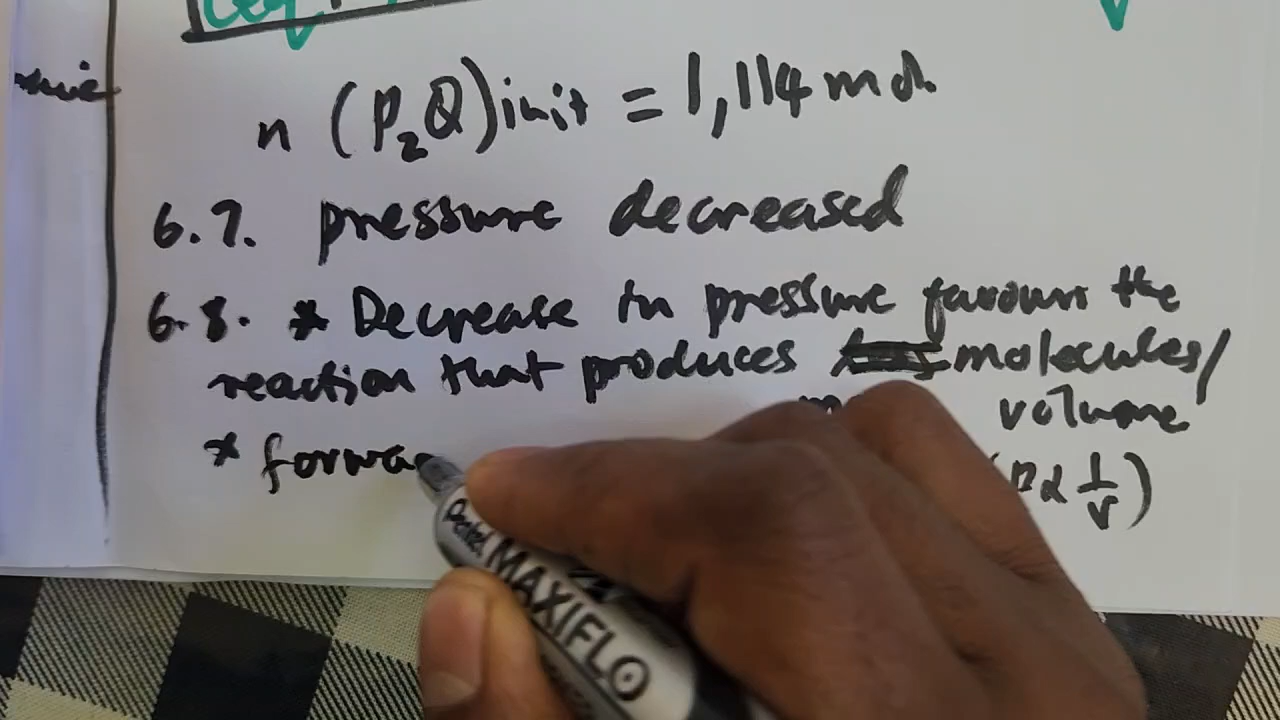 n (P₂Q)init = 1,114 mol
6.7. pressure decreased
6.8. * Decrease in pressure favours the
reaction that produces molecules/
volume
* forwa
(P α 1/v)
Pentel MAXIFLO